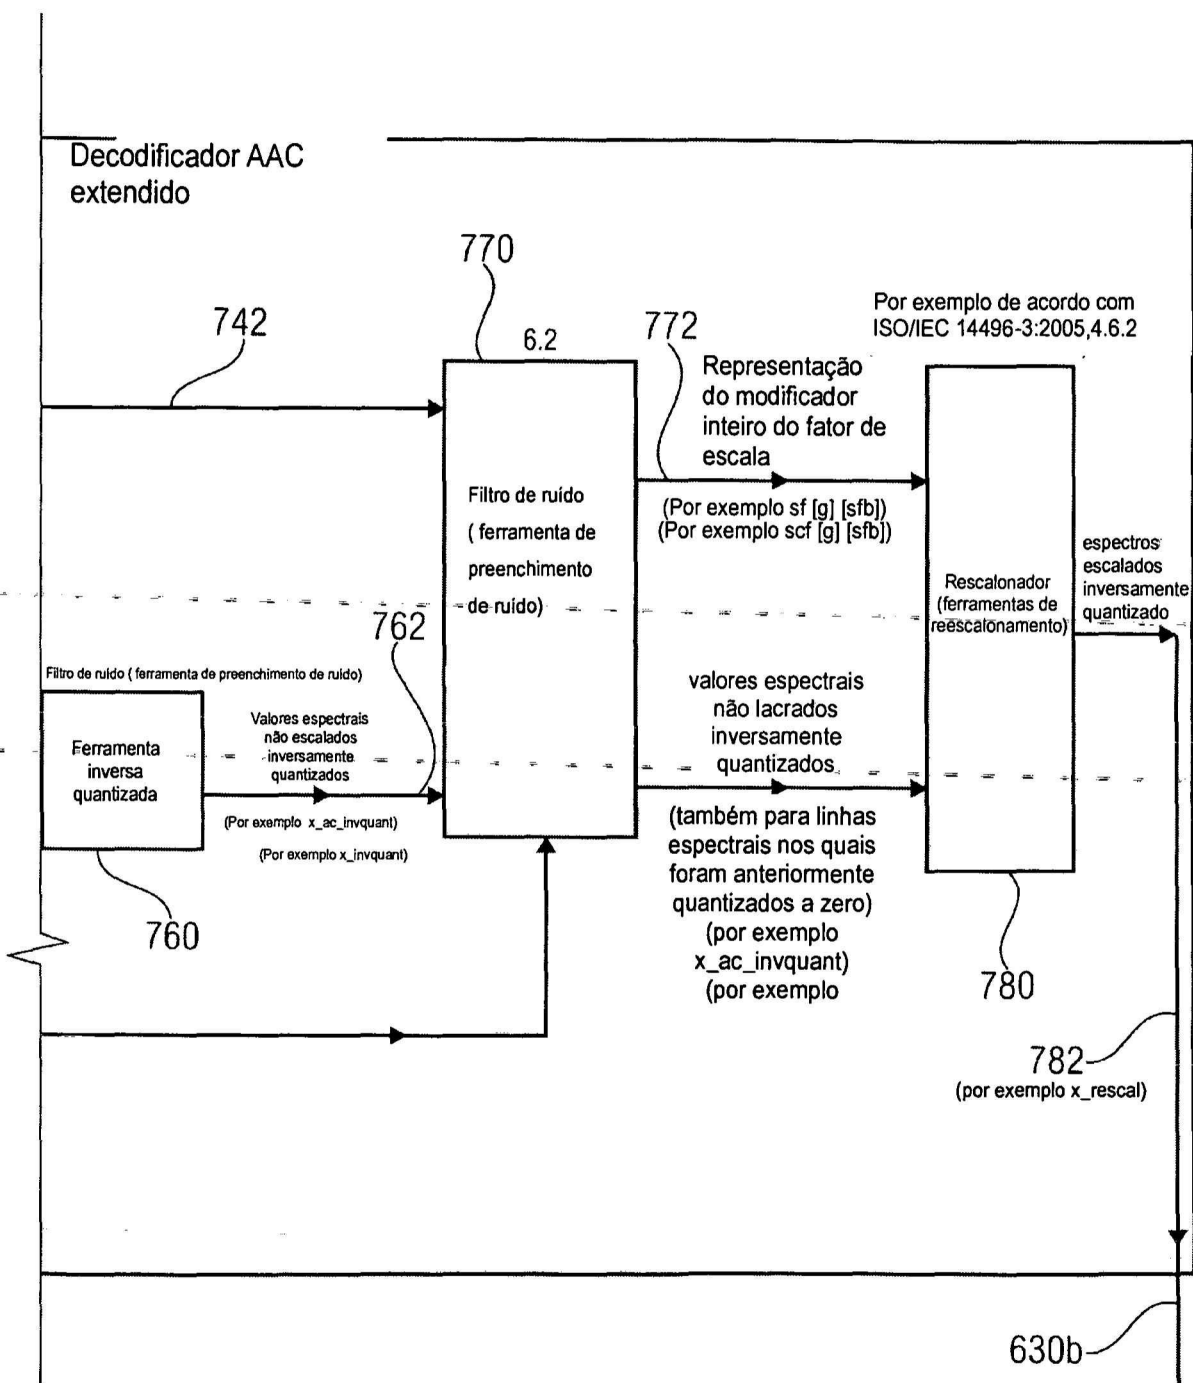 Decodificador AAC
extendido
770
742
6.2
772
Por exemplo de acordo com
ISO/IEC 14496-3:2005,4.6.2
Representação
do modificador
inteiro do fator de
escala
(Por exemplo sf [g] [sfb])
(Por exemplo scf [g] [sfb])
Filtro de ruído
( ferramenta de
preenchimento
de ruído)
espectros
escalados
inversamente
quantizado
Rescalonador
(ferramentas de
reescalonamento)
762
Filtro de ruído ( ferramenta de preenchimento de ruído)
Ferramenta
inversa
quantizada
Valores espectrais
não escalados
inversamente
quantizados
(Por exemplo x_ac_invquant)
(Por exemplo x_invquant)
760
valores espectrais
não lacrados
inversamente
quantizados
(também para linhas
espectrais nos quais
foram anteriormente
quantizados a zero)
(por exemplo
x_ac_invquant)
(por exemplo
780
782
(por exemplo x_rescal)
630b